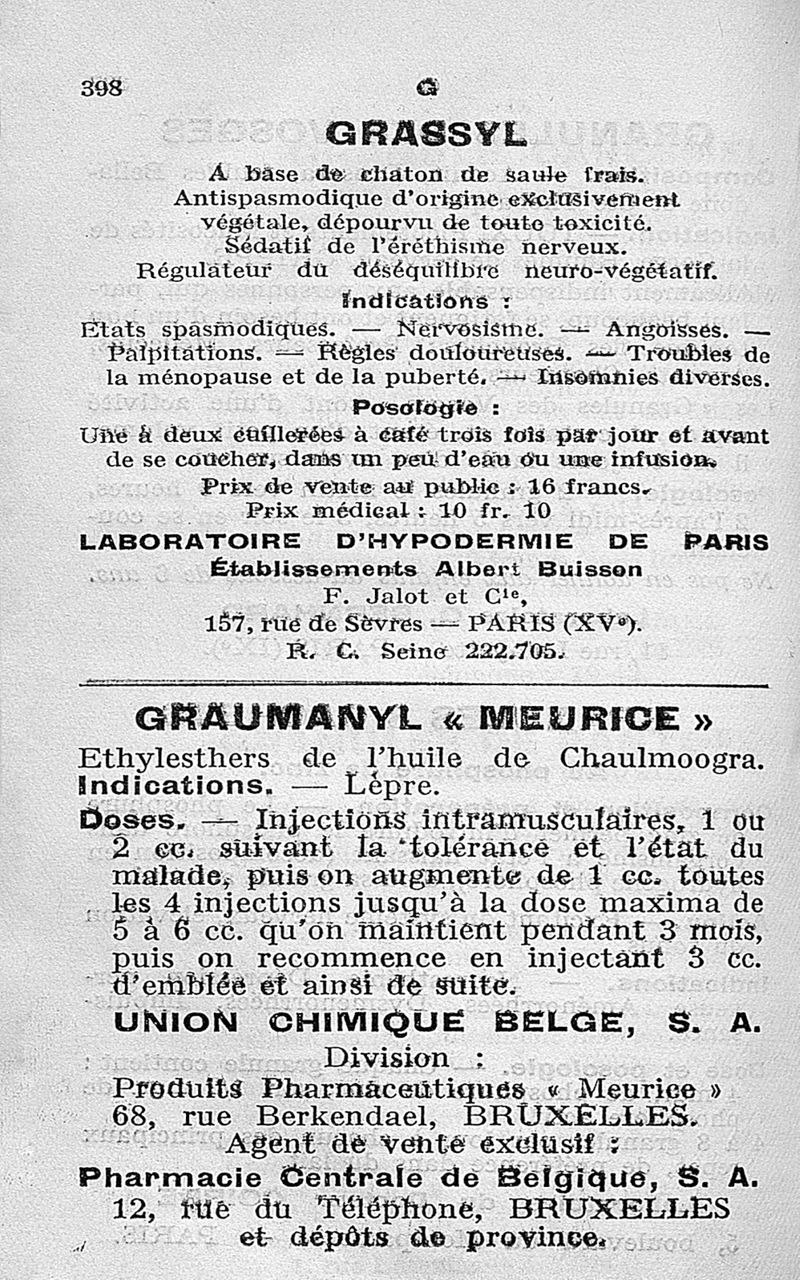 398
G
GRASSYL
A base de chaton de saule frais.
Antispasmodique d'origine exclusivement
végétale, dépourvu de toute toxicité.
Sédatif de l'éréthisme nerveux.
Régulateur du déséquilibre neuro-végétatif.
Indications :
Etats spasmodiques. — Nervosisme. — Angoisses. —
Palpitations. — Règles douloureuses. — Troubles de
la ménopause et de la puberté. — Insomnies diverses.
Posologie :
Une à deux cuillerées à café trois fois par jour et avant
de se coucher, dans un peu d'eau ou une infusion.
Prix de vente au public : 16 francs.
Prix médical : 10 fr. 10
LABORATOIRE D'HYPODERMIE DE PARIS
Établissements Albert Buisson
F. Jalot et Cie,
157, rue de Sèvres — PARIS (XVe).
R. C. Seine 222.705.
GRAUMANYL « MEURICE »
Ethylesthers de l'huile de Chaulmoogra.
Indications. — Lèpre.
Doses. — Injections intramusculaires, 1 ou
2 cc. suivant la tolérance et l'état du
malade, puis on augmente de 1 cc. toutes
les 4 injections jusqu'à la dose maxima de
5 à 6 cc. qu'on maintient pendant 3 mois,
puis on recommence en injectant 3 cc.
d'emblée et ainsi de suite.
UNION CHIMIQUE BELGE, S. A.
Division :
Produits Pharmaceutiques « Meurice »
68, rue Berkendael, BRUXELLES.
Agent de vente exclusif :
Pharmacie Centrale de Belgique, S. A.
12, rue du Téléphone, BRUXELLES
et dépôts de province.